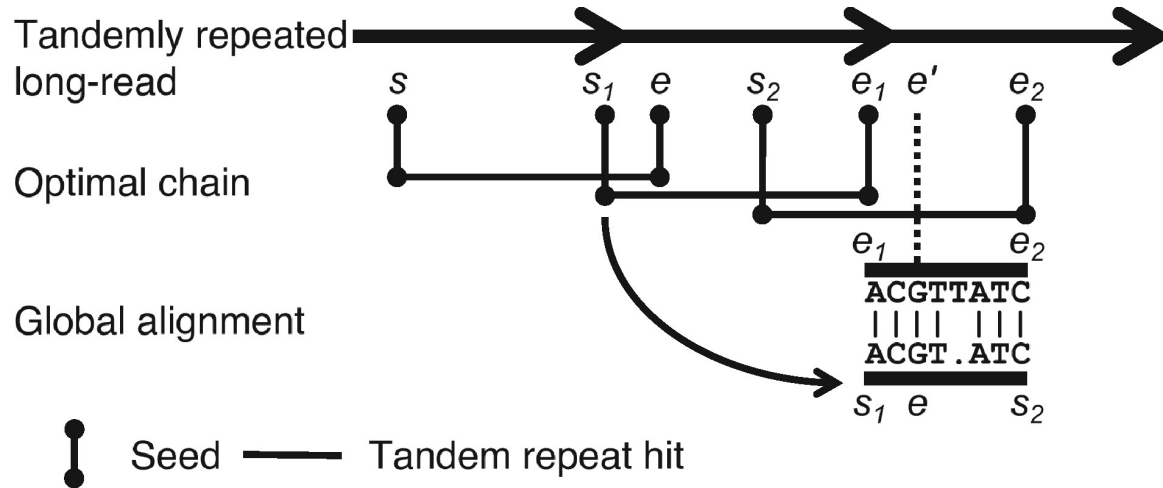 Tandemly repeated
long-read
s s1 e s2 e1 e′ e2
Optimal chain
e1 e2
ACGTTATC
Global alignment
ACGT.ATC
s1 e s2
Seed Tandem repeat hit